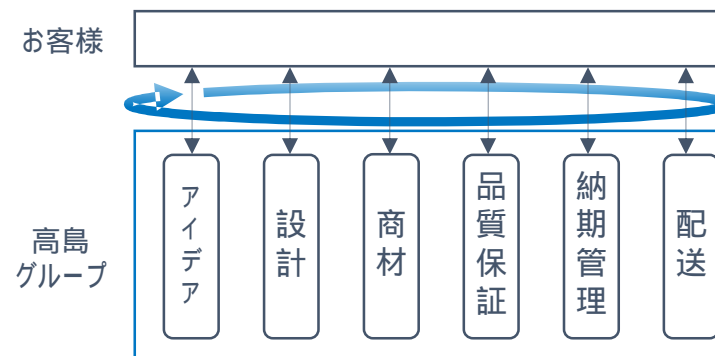 お客様
高島
グループ
アイデア
設計
商材
品質保証
納期管理
配送